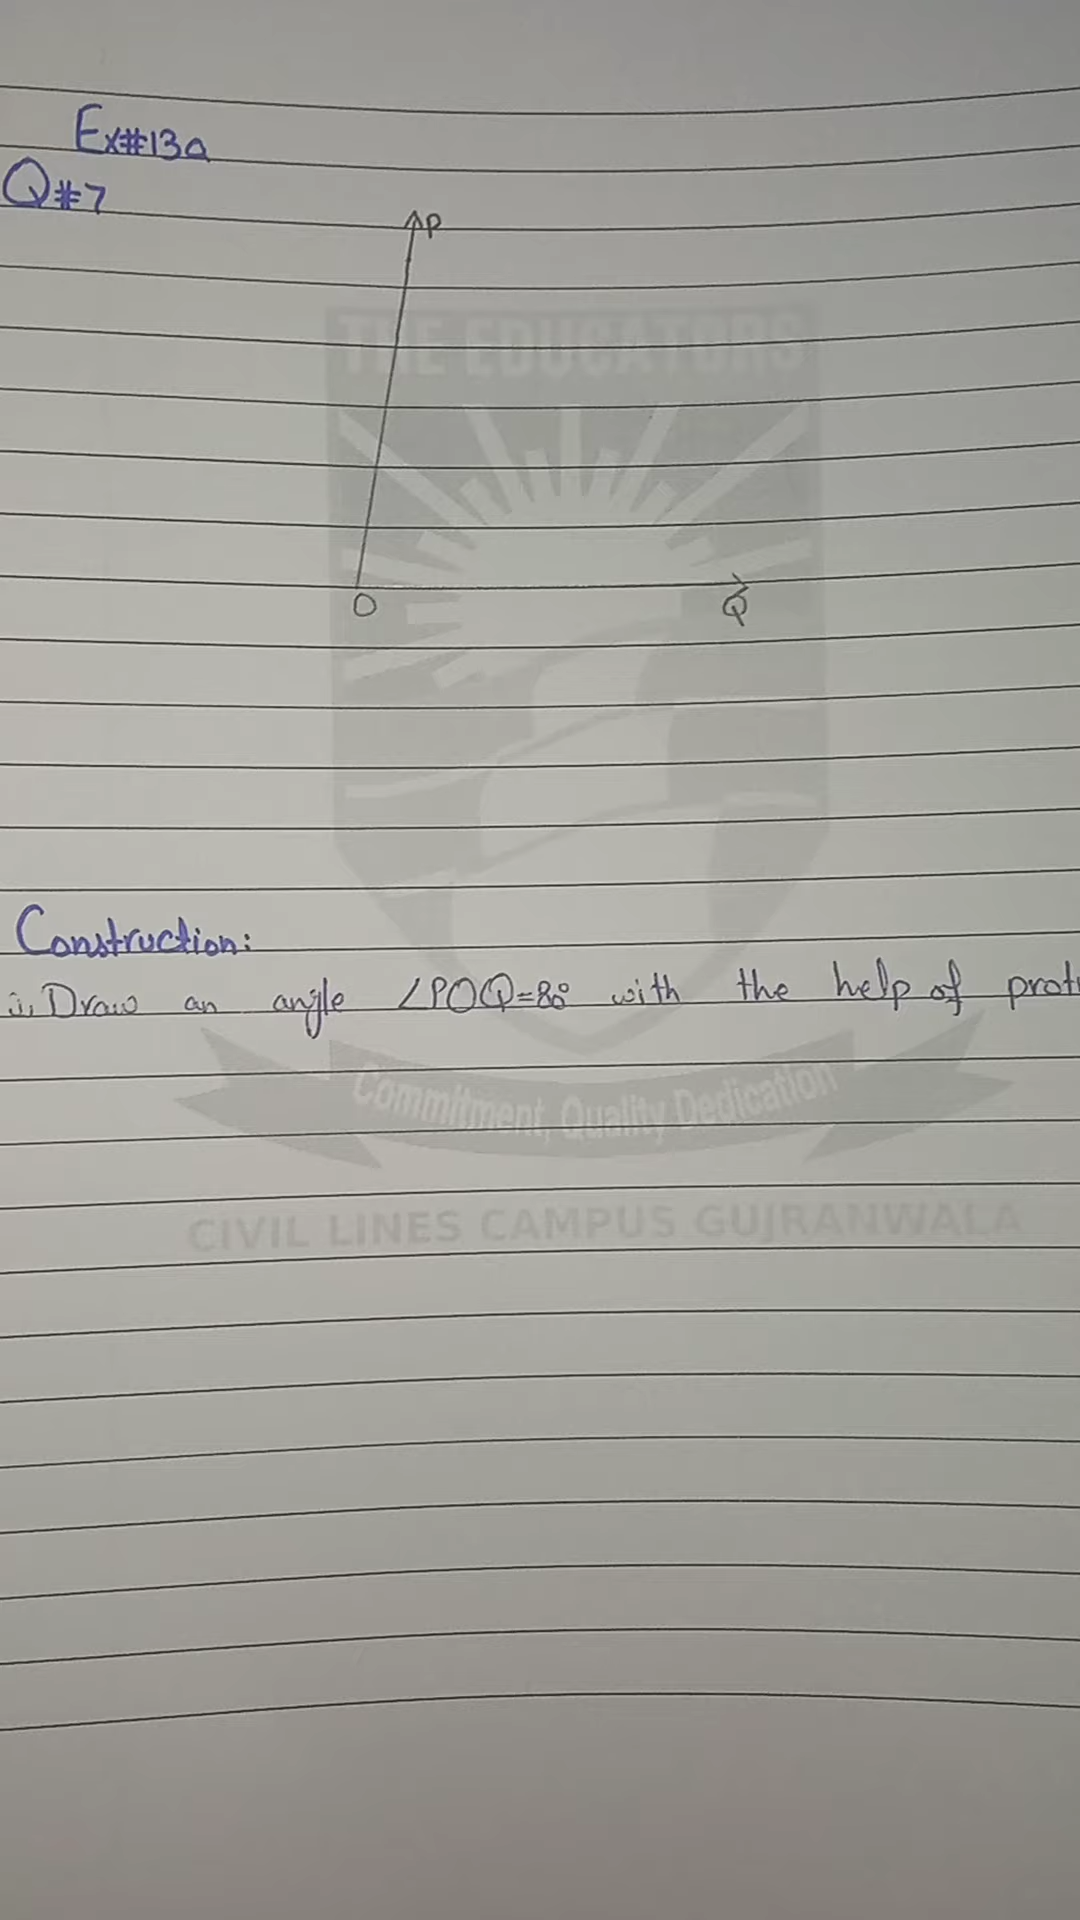 Ex#13a
Q#7
P
THE EDUCATORS
O
Q
Construction:
i, Draw an angle ∠POQ=80° with the help of protr
Commitment, Quality Dedication
CIVIL LINES CAMPUS GUJRANWALA